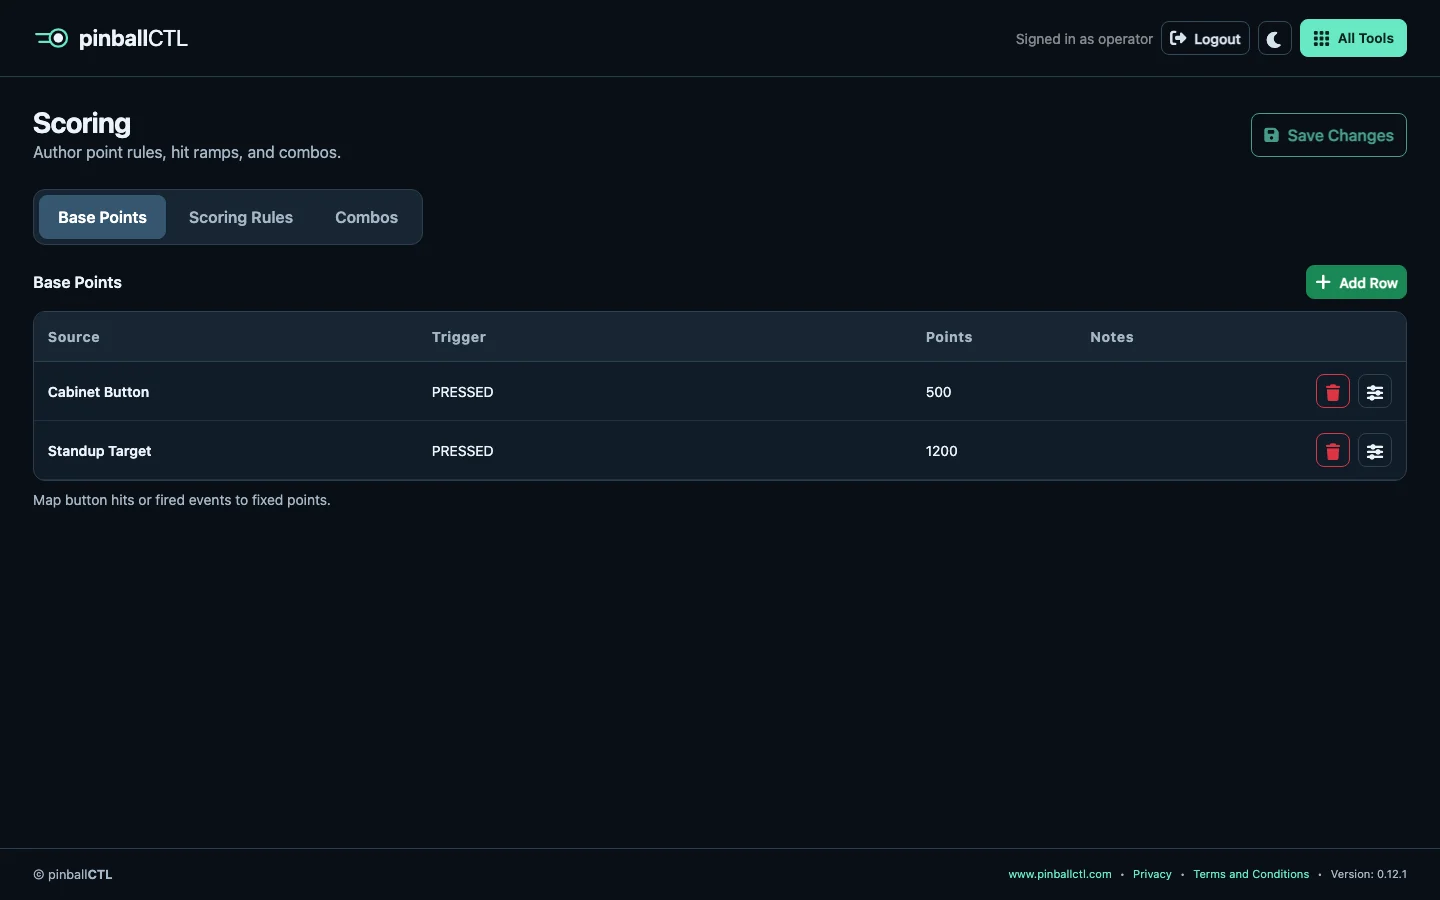 pinballCTL
Signed in as operator
Logout
All Tools
Scoring
Author point rules, hit ramps, and combos.
Save Changes
Base Points
Scoring Rules
Combos
Base Points
Add Row
Source Trigger Points Notes
Cabinet Button PRESSED 500
Standup Target PRESSED 1200
Map button hits or fired events to fixed points.
© pinballCTL
www.pinballctl.com • Privacy • Terms and Conditions • Version: 0.12.1